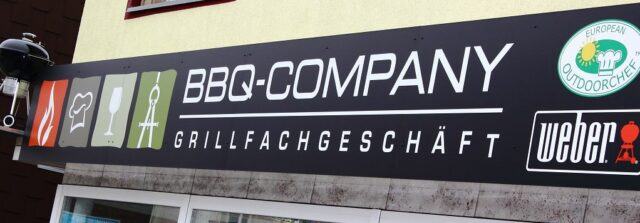 BBQ-COMPANY
GRILLFACHGESCHÄFT
EUROPEAN
OUTDOORCHEF
weber